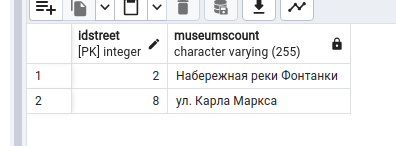 idstreet museumscount
[PK] integer character varying (255)
1 2 Набережная реки Фонтанки
2 8 ул. Карла Маркса